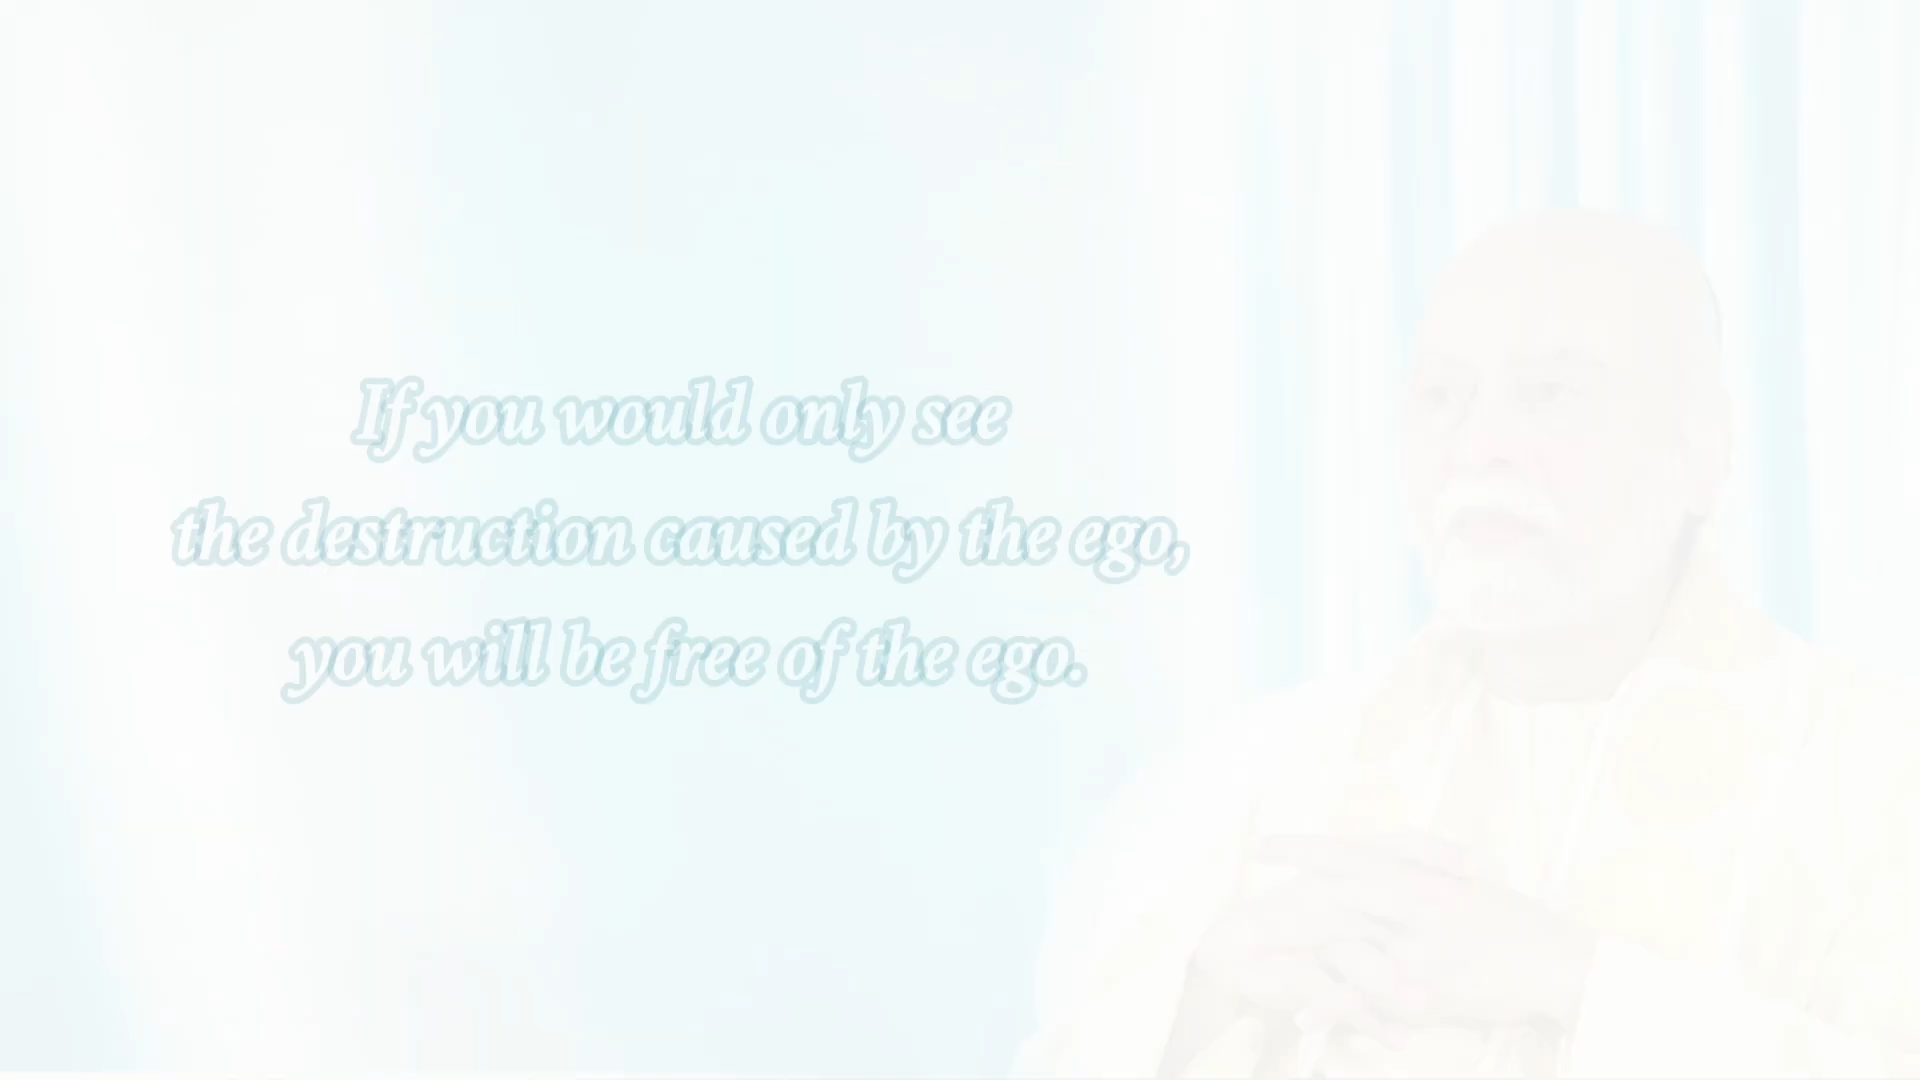 If you would only see
the destruction caused by the ego,
you will be free of the ego.